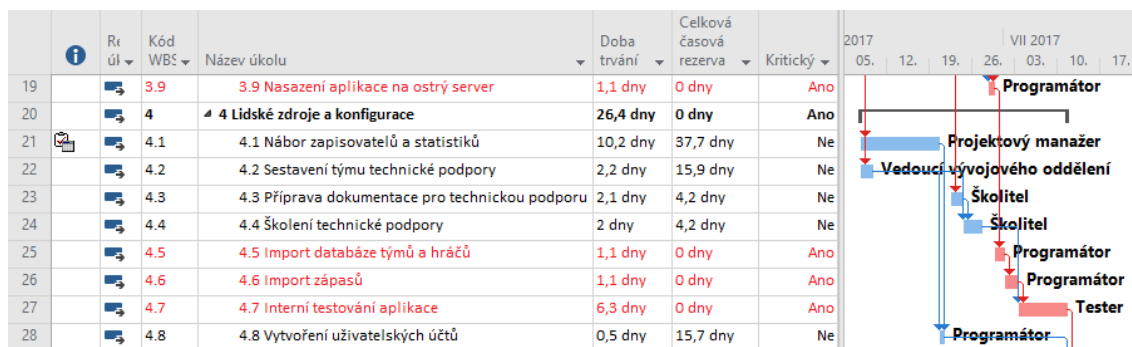 Re úk Kód WBS Název úkolu Doba trvání Celková časová rezerva Kritický 2017 VII 2017
05. 12. 19. 26. 03. 10. 17.
19 3.9 3.9 Nasazení aplikace na ostrý server 1,1 dny 0 dny Ano Programátor
20 4 4 Lidské zdroje a konfigurace 26,4 dny 0 dny Ano
21 4.1 4.1 Nábor zapisovatelů a statistiků 10,2 dny 37,7 dny Ne Projektový manažer
22 4.2 4.2 Sestavení týmu technické podpory 2,2 dny 15,9 dny Ne Vedoucí vývojového oddělení
23 4.3 4.3 Příprava dokumentace pro technickou podporu 2,1 dny 4,2 dny Ne Školitel
24 4.4 4.4 Školení technické podpory 2 dny 4,2 dny Ne Školitel
25 4.5 4.5 Import databáze týmů a hráčů 1,1 dny 0 dny Ano Programátor
26 4.6 4.6 Import zápasů 1,1 dny 0 dny Ano Programátor
27 4.7 4.7 Interní testování aplikace 6,3 dny 0 dny Ano Tester
28 4.8 4.8 Vytvoření uživatelských účtů 0,5 dny 15,7 dny Ne Programátor